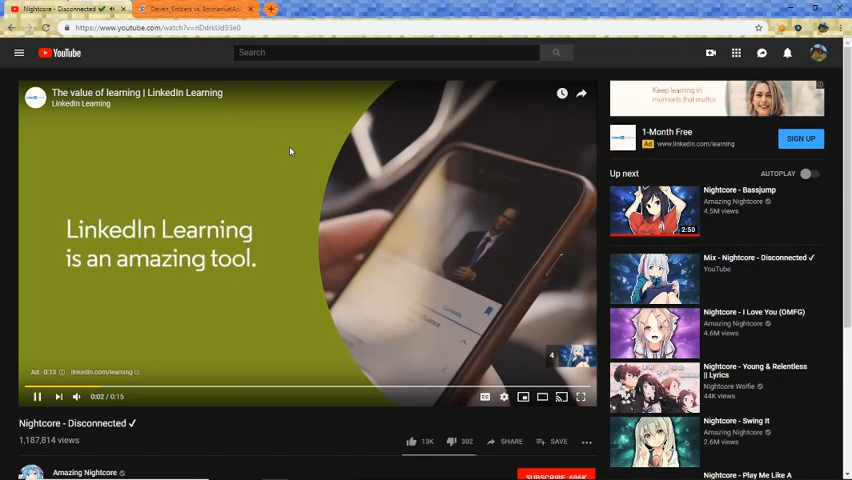 Nightcore - Disconnected ✓
https://www.youtube.com/watch?v=nDdrkUd93e0
YouTube
Search
The value of learning | LinkedIn Learning
LinkedIn Learning
LinkedIn Learning
is an amazing tool.
Contents
4
Ad · 0:13
linkedin.com/learning
0:02 / 0:15
CC
Nightcore - Disconnected ✓
1,187,814 views
13K
302
SHARE
SAVE
Amazing Nightcore
SUBSCRIBE 696K
Keep learning in
moments that matter.
1-Month Free
Ad www.linkedin.com/learning
SIGN UP
Up next
AUTOPLAY
Nightcore - Bassjump
Amazing Nightcore
4.5M views
2:50
Mix - Nightcore - Disconnected ✓
YouTube
Nightcore - I Love You (OMFG)
Amazing Nightcore
4.6M views
Nightcore - Young & Relentless
|| Lyrics
Nightcore Wolfie
44K views
Nightcore - Swing It
Amazing Nightcore
2.6M views
Nightcore - Play Me Like A